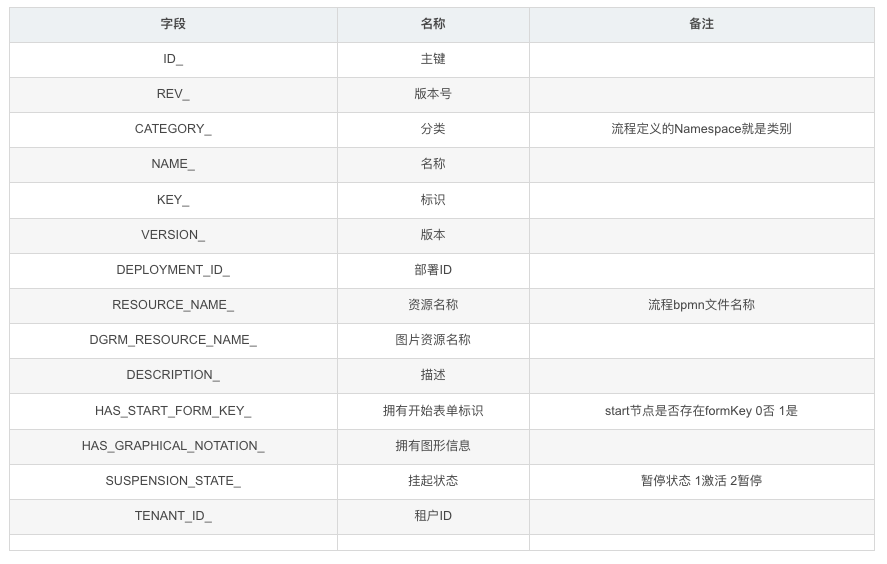 字段 名称 备注
ID_ 主键
REV_ 版本号
CATEGORY_ 分类 流程定义的Namespace就是类别
NAME_ 名称
KEY_ 标识
VERSION_ 版本
DEPLOYMENT_ID_ 部署ID
RESOURCE_NAME_ 资源名称 流程bpmn文件名称
DGRM_RESOURCE_NAME_ 图片资源名称
DESCRIPTION_ 描述
HAS_START_FORM_KEY_ 拥有开始表单标识 start节点是否存在formKey 0否 1是
HAS_GRAPHICAL_NOTATION_ 拥有图形信息
SUSPENSION_STATE_ 挂起状态 暂停状态 1激活 2暂停
TENANT_ID_ 租户ID